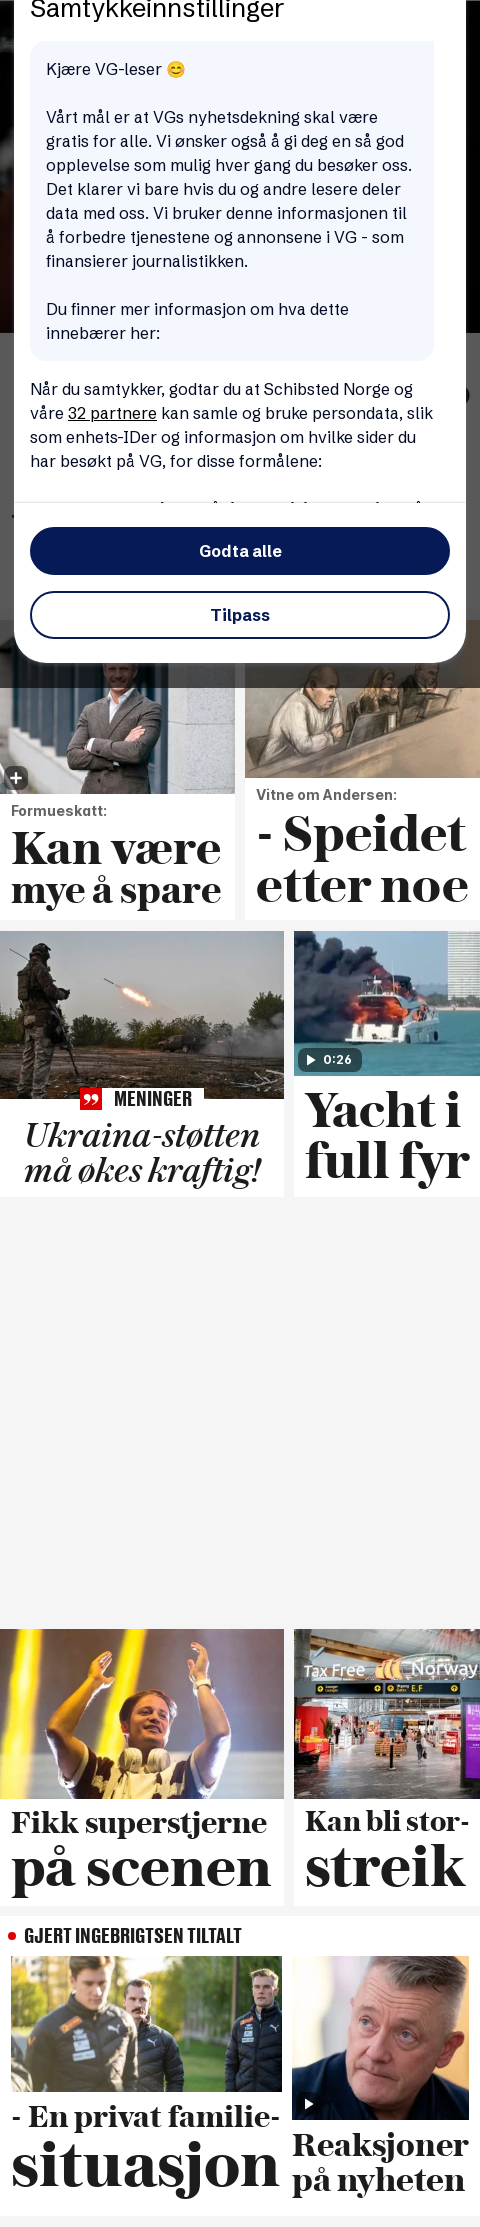 Samtykkeinnstillinger
Kjære VG-leser 😊
Vårt mål er at VGs nyhetsdekning skal være
gratis for alle. Vi ønsker også å gi deg en så god
opplevelse som mulig hver gang du besøker oss.
Det klarer vi bare hvis du og andre lesere deler
data med oss. Vi bruker denne informasjonen til
å forbedre tjenestene og annonsene i VG - som
finansierer journalistikken.
Du finner mer informasjon om hva dette
innebærer her:
Når du samtykker, godtar du at Schibsted Norge og
våre 32 partnere kan samle og bruke persondata, slik
som enhets-IDer og informasjon om hvilke sider du
har besøkt på VG, for disse formålene:
Godta alle
Tilpass
Formueskatt:
Kan være
mye å spare
Vitne om Andersen:
- Speidet
etter noe
MENINGER
Ukraina-støtten
må økes kraftig!
0:26
Yacht i
full fyr
Fikk superstjerne
på scenen
Tax Free
Norway
E,F
Kan bli stor-
streik
GJERT INGEBRIGTSEN TILTALT
- En privat familie-
situasjon
Reaksjoner
på nyheten